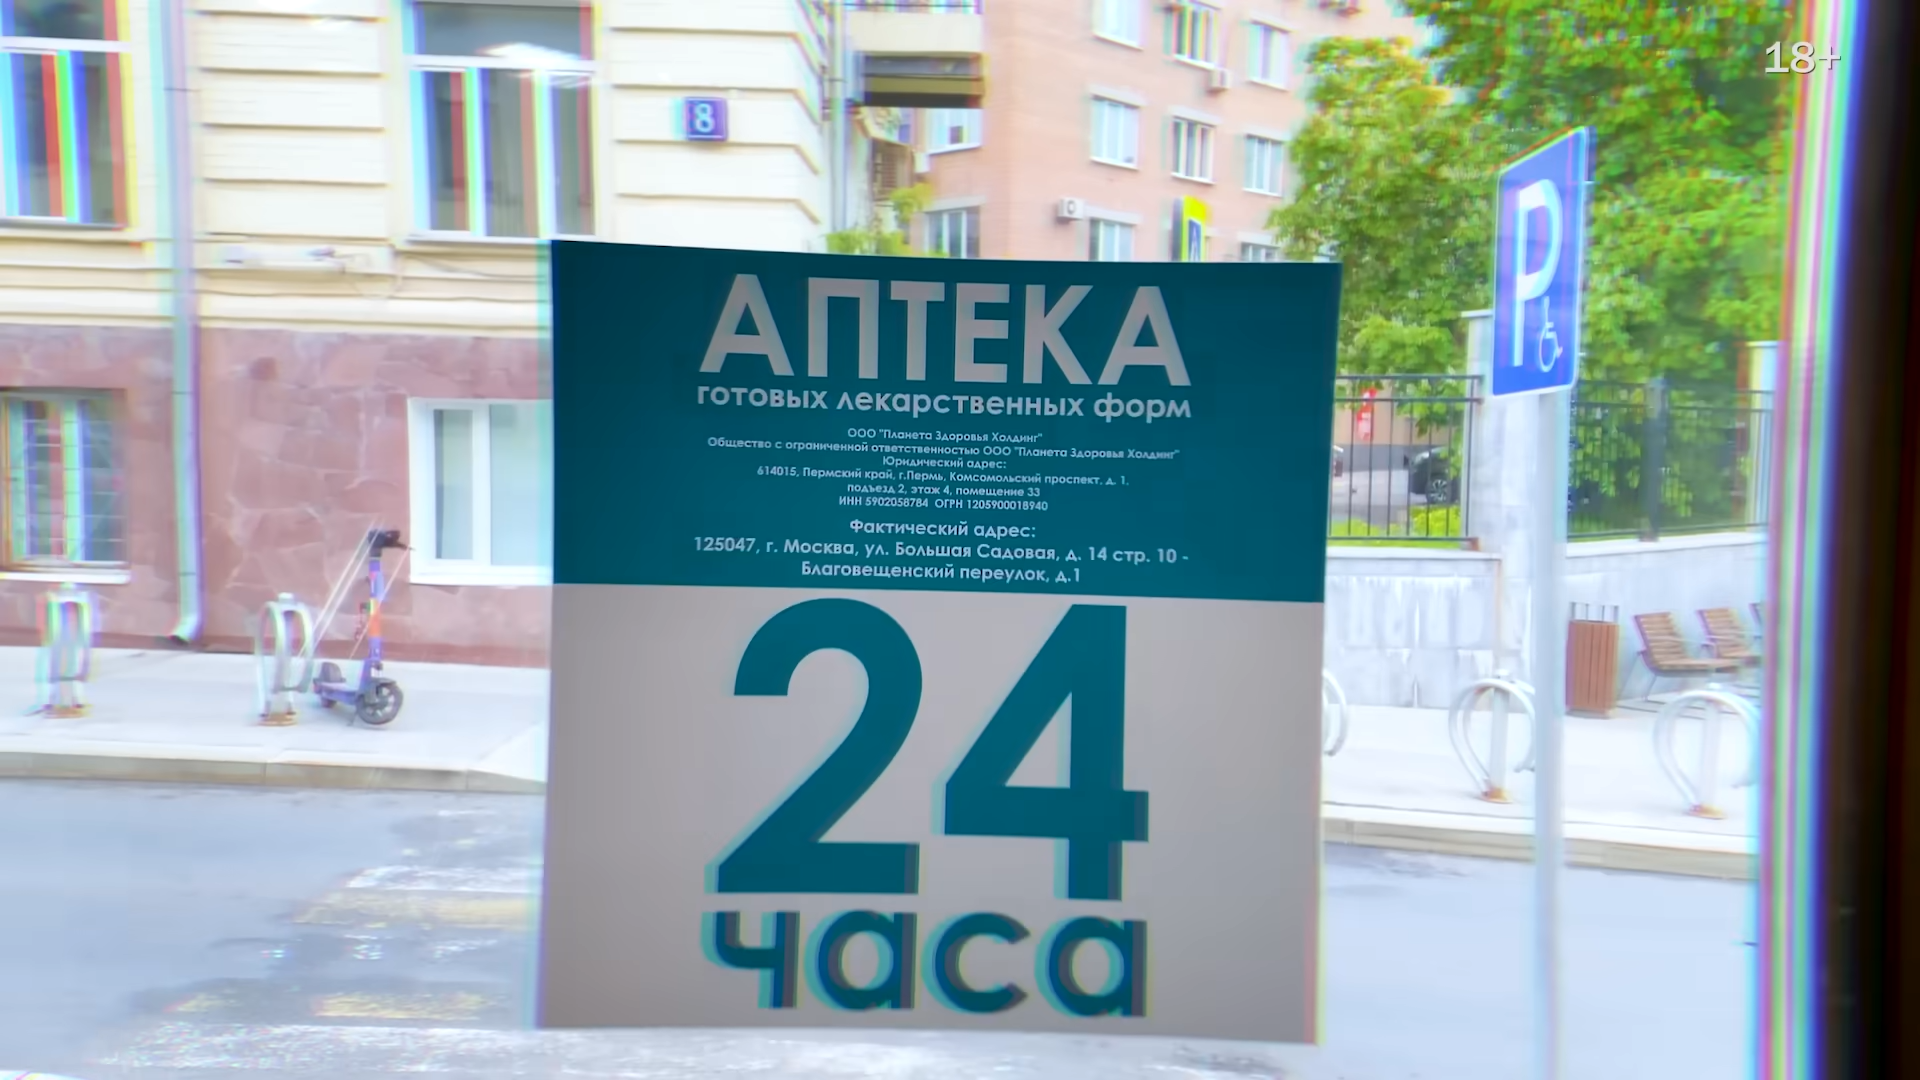 18+
8
P
АПТЕКА
готовых лекарственных форм
ООО "Планета Здоровья Холдинг"
Общество с ограниченной ответственностью ООО "Планета Здоровья Холдинг"
Юридический адрес:
614015, Пермский край, г.Пермь, Комсомольский проспект, д. 1,
подъезд 2, этаж 4, помещение 33
ИНН 5902058784 ОГРН 1205900018940
Фактический адрес:
125047, г. Москва, ул. Большая Садовая, д. 14 стр. 10 -
Благовещенский переулок, д.1
24
часа